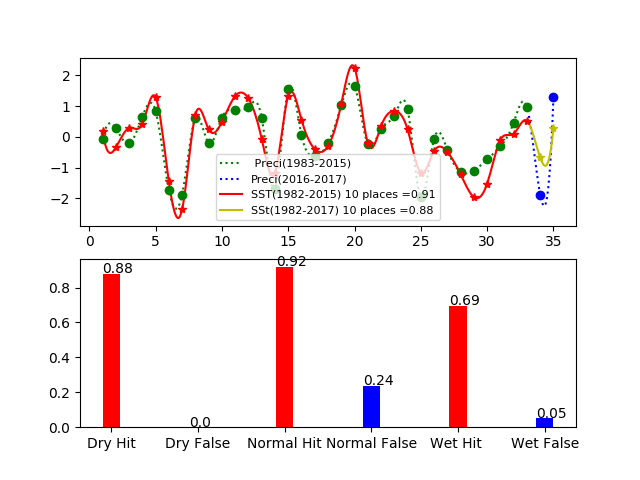 2
1
0
−1
−2
Preci(1983-2015)
Preci(2016-2017)
SST(1982-2015) 10 places =0.91
SSt(1982-2017) 10 places =0.88
0 5 10 15 20 25 30 35
0.8
0.6
0.4
0.2
0.0
0.88
0.0
0.92
0.24
0.69
0.05
Dry Hit Dry False Normal Hit Normal False Wet Hit Wet False